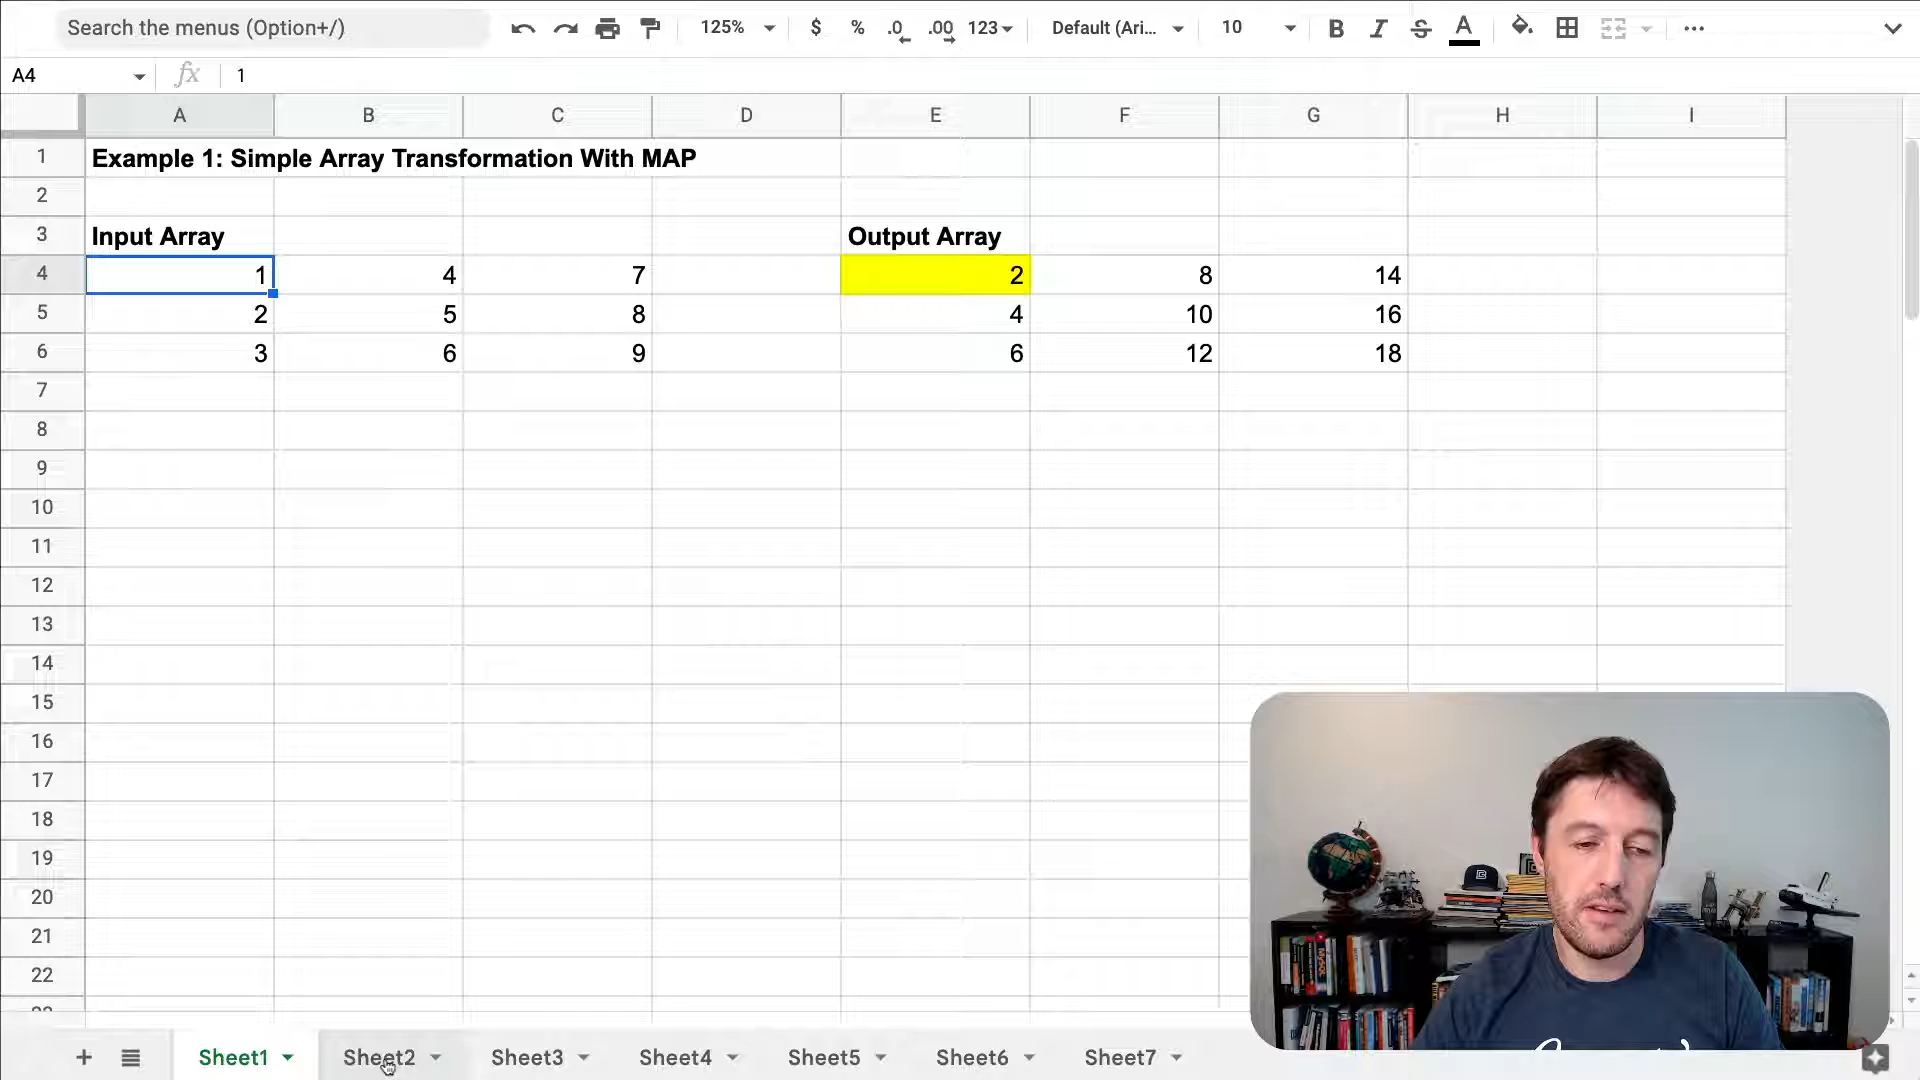 Search the menus (Option+/) 125% $ % .0 .00 123 Default (Ari... 10 B I S A
A4 fx 1
A B C D E F G H I
1 Example 1: Simple Array Transformation With MAP
2
3 Input Array Output Array
4 1 4 7 2 8 14
5 2 5 8 4 10 16
6 3 6 9 6 12 18
7
8
9
10
11
12
13
14
15
16
17
18
19
20
21
22
Sheet1 Sheet2 Sheet3 Sheet4 Sheet5 Sheet6 Sheet7